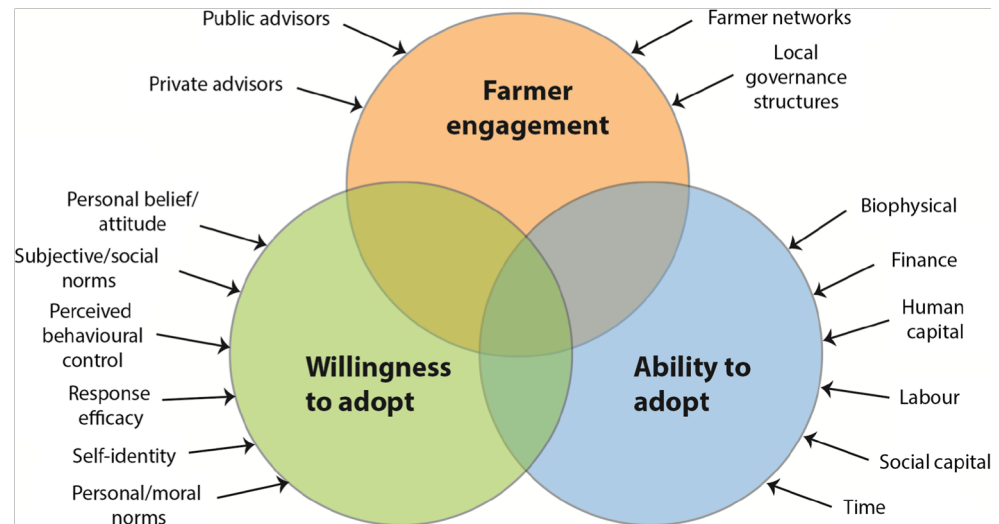 Public advisors
Private advisors
Farmer networks
Local
governance
structures
Farmer
engagement
Personal belief/
attitude
Subjective/social
norms
Perceived
behavioural
control
Response
efficacy
Self-identity
Personal/moral
norms
Willingness
to adopt
Ability to
adopt
Biophysical
Finance
Human
capital
Labour
Social capital
Time